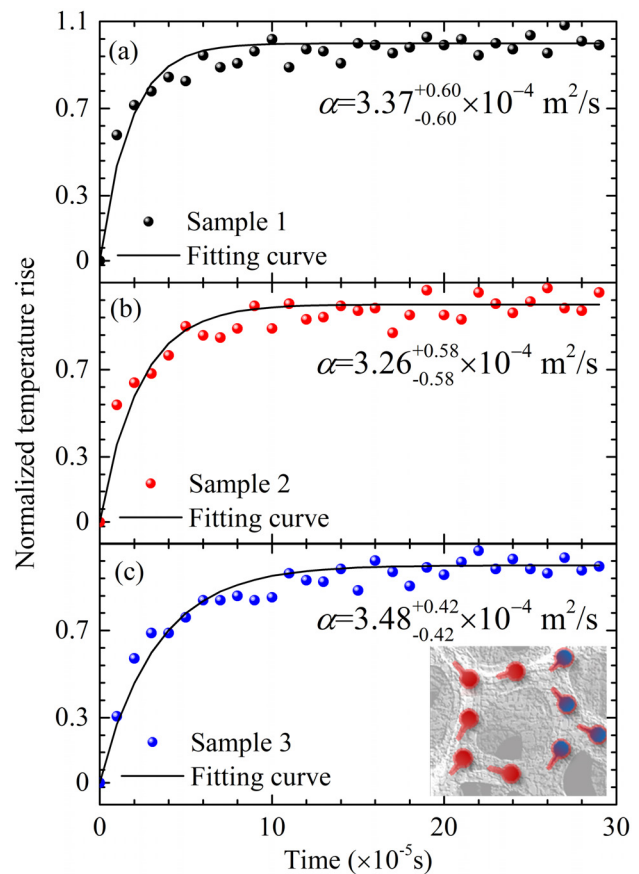 1.1
(a)
0.7
α=3.37+0.60-0.60×10-4 m2/s
0.3
Sample 1
0
Fitting curve
(b)
0.7
α=3.26+0.58-0.58×10-4 m2/s
0.3
Sample 2
0
Fitting curve
(c)
0.7
α=3.48+0.42-0.42×10-4 m2/s
0.3
Sample 3
0
Fitting curve
Normalized temperature rise
0 10 20 30
Time (×10-5s)